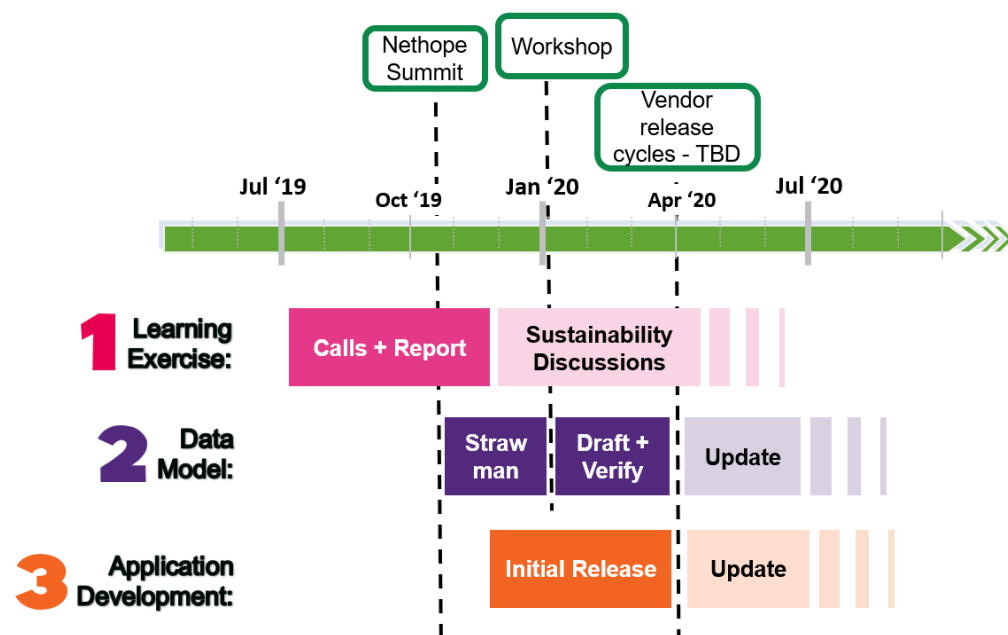 Nethope
Summit
Workshop
Vendor
release
cycles - TBD
Jul ‘19
Oct ‘19
Jan ‘20
Apr ‘20
Jul ‘20
1 Learning
Exercise:
Calls + Report
Sustainability
Discussions
2 Data
Model:
Straw
man
Draft +
Verify
Update
3 Application
Development:
Initial Release
Update